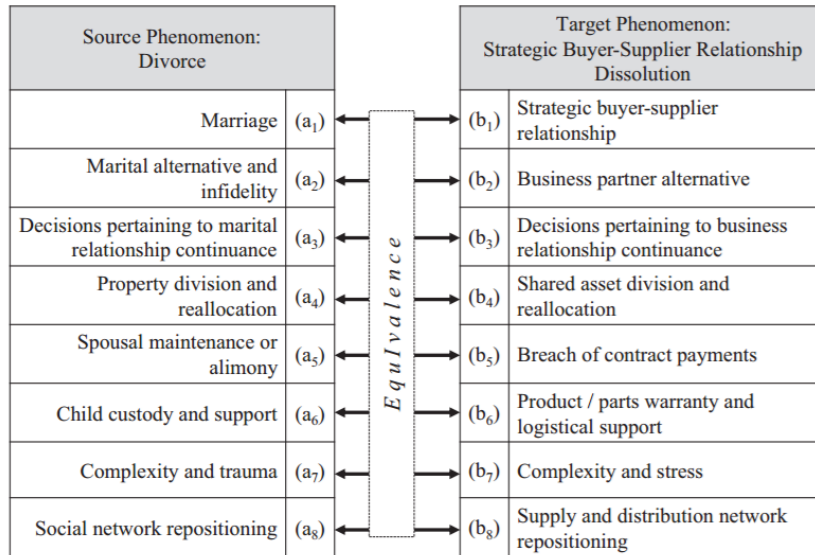 Source Phenomenon:
Divorce
Target Phenomenon:
Strategic Buyer-Supplier Relationship
Dissolution
Marriage (a₁) (b₁) Strategic buyer-supplier
relationship
Marital alternative and
infidelity (a₂) (b₂) Business partner alternative
Decisions pertaining to marital
relationship continuance (a₃) (b₃) Decisions pertaining to business
relationship continuance
Property division and
reallocation (a₄) (b₄) Shared asset division and
reallocation
Spousal maintenance or
alimony (a₅) (b₅) Breach of contract payments
Child custody and support (a₆) (b₆) Product / parts warranty and
logistical support
Complexity and trauma (a₇) (b₇) Complexity and stress
Social network repositioning (a₈) (b₈) Supply and distribution network
repositioning
EquIvalence